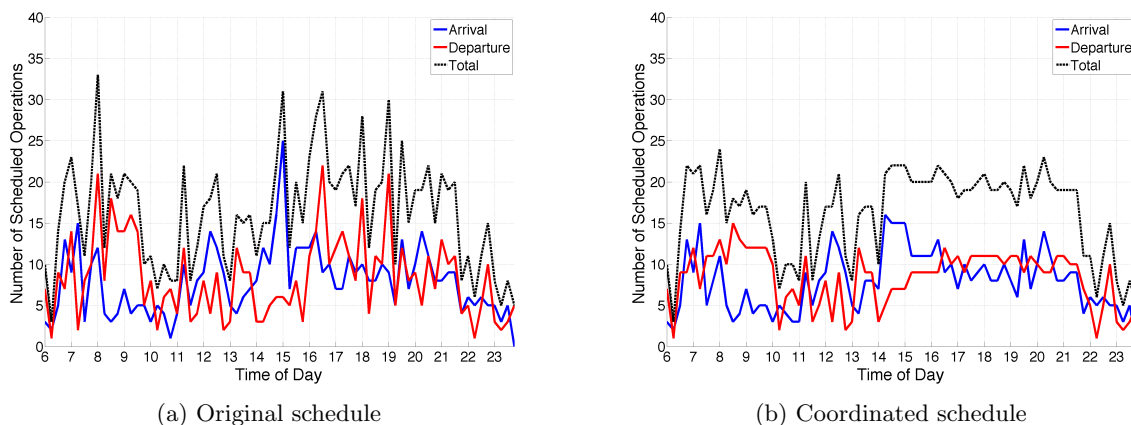 40
35
30
25
20
15
10
5
0
Number of Scheduled Operations
6 7 8 9 10 11 12 13 14 15 16 17 18 19 20 21 22 23
Time of Day
Arrival
Departure
Total
(a) Original schedule
40
35
30
25
20
15
10
5
0
Number of Scheduled Operations
6 7 8 9 10 11 12 13 14 15 16 17 18 19 20 21 22 23
Time of Day
Arrival
Departure
Total
(b) Coordinated schedule